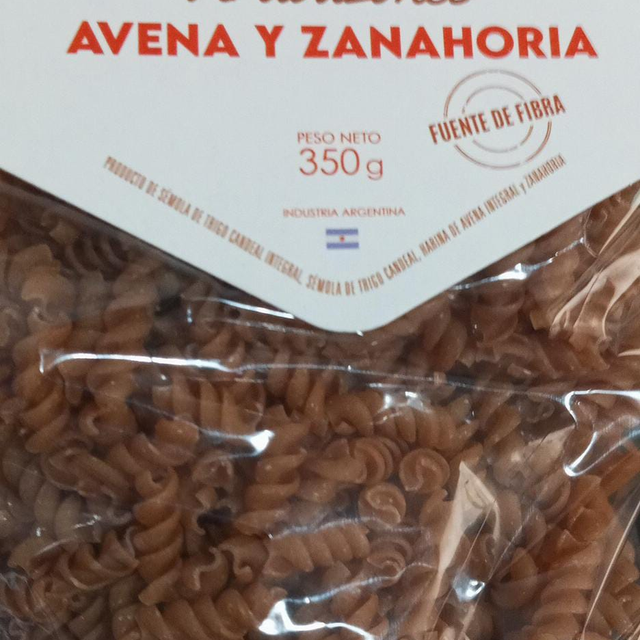 AVENA Y ZANAHORIA
FUENTE DE FIBRA
PESO NETO
350 g
INDUSTRIA ARGENTINA
PRODUCTO DE SÉMOLA DE TRIGO CANDEAL INTEGRAL, SÉMOLA DE TRIGO CANDEAL, HARINA DE AVENA INTEGRAL y ZANAHORIA